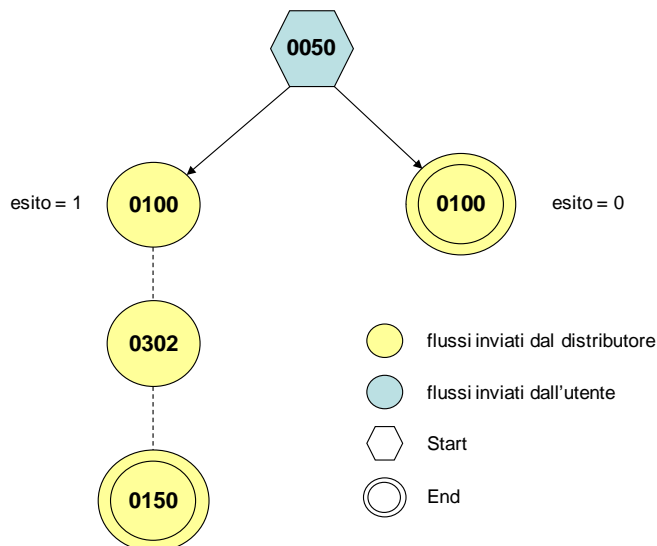 0050
esito = 1
0100
0100
esito = 0
0302
flussi inviati dal distributore
flussi inviati dall'utente
Start
0150
End